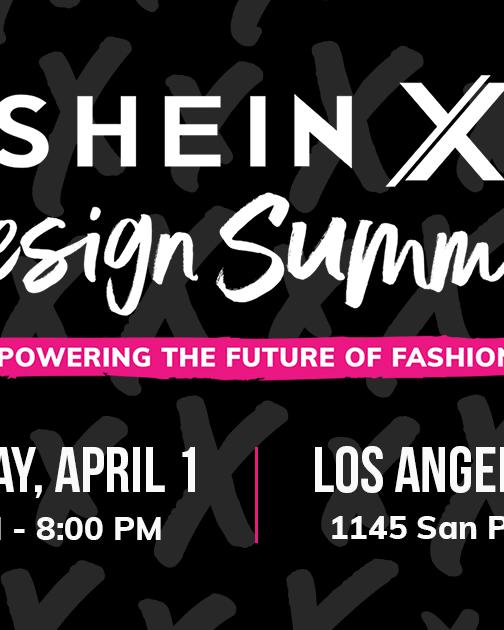 SHEIN X
esign Summ
POWERING THE FUTURE OF FASHION
AY, APRIL 1
- 8:00 PM
LOS ANGE
1145 San P